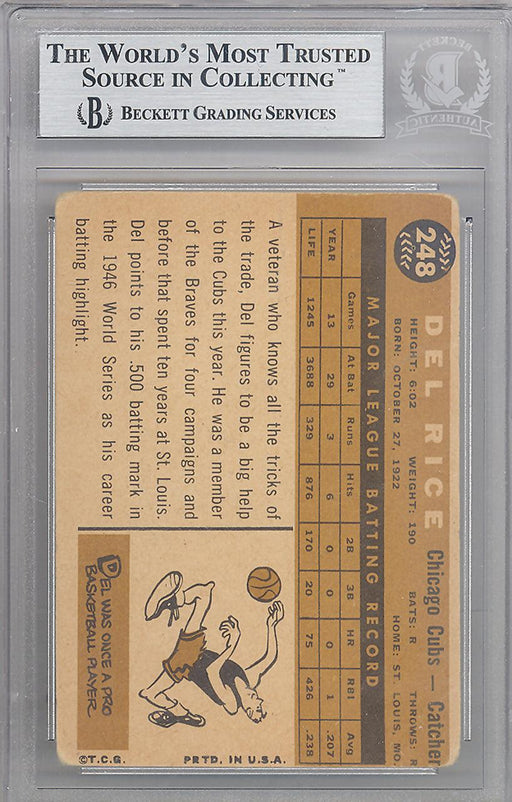 THE WORLD'S MOST TRUSTED
SOURCE IN COLLECTING™
B BECKETT GRADING SERVICES
BECKETT
B
AUTHENTIC
248
DEL RICE Chicago Cubs — Catcher
HEIGHT: 6:02 WEIGHT: 190 BATS: R THROWS: R
BORN: OCTOBER 27, 1922 HOME: ST. LOUIS, MO.
MAJOR LEAGUE BATTING RECORD
Games At Bat Runs Hits 2B 3B HR RBI Avg
YEAR 13 29 3 6 0 0 0 1 .207
LIFE 1245 3688 329 876 170 20 75 426 .238
A veteran who knows all the tricks of
the trade, Del figures to be a big help
to the Cubs this year. He was a member
of the Braves for four campaigns and
before that spent ten years at St. Louis.
Del points to his .500 batting mark in
the 1946 World Series as his career
batting highlight.
DEL WAS ONCE A PRO
BASKETBALL PLAYER
©T.C.G. PRTD. IN U.S.A.